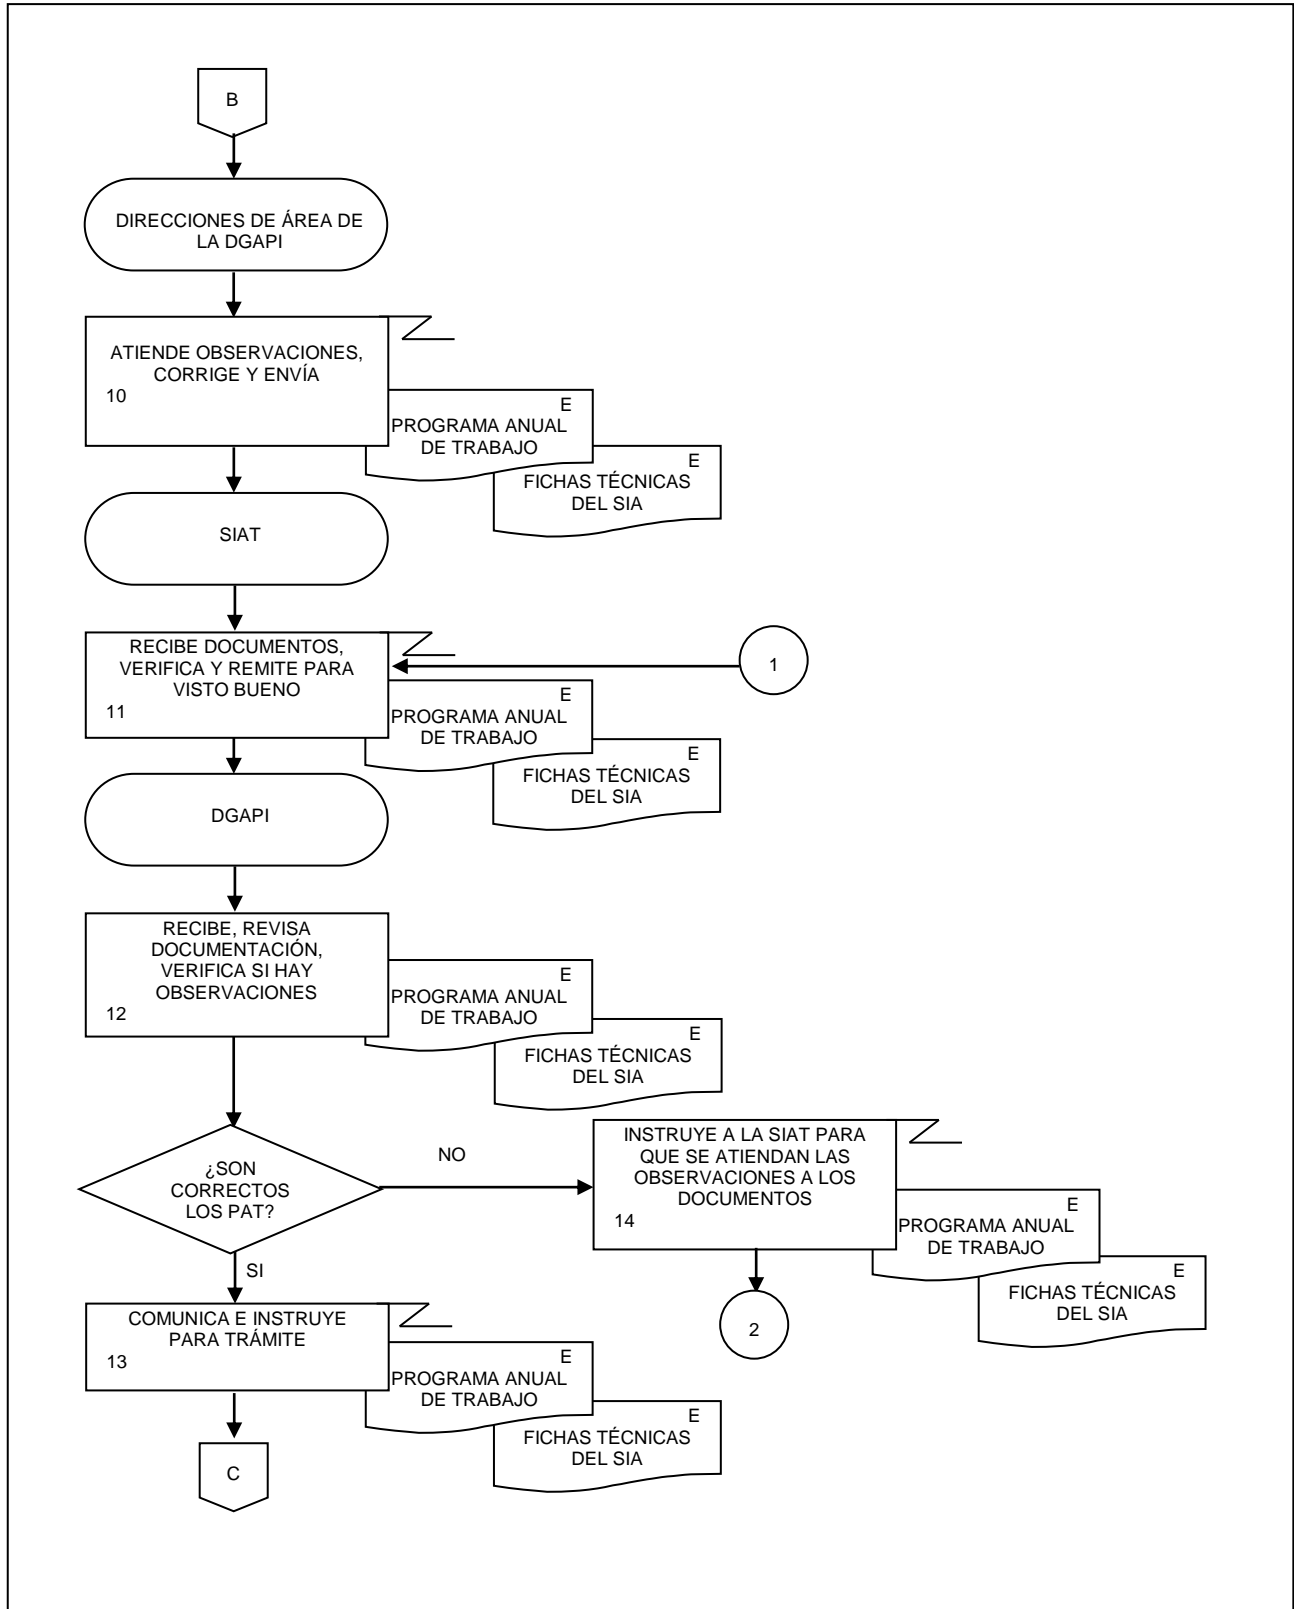 B
DIRECCIONES DE ÁREA DE
LA DGAPI
ATIENDE OBSERVACIONES,
CORRIGE Y ENVÍA
10
E
PROGRAMA ANUAL
DE TRABAJO
E
FICHAS TÉCNICAS
DEL SIA
SIAT
RECIBE DOCUMENTOS,
VERIFICA Y REMITE PARA
VISTO BUENO
11
1
E
PROGRAMA ANUAL
DE TRABAJO
E
FICHAS TÉCNICAS
DEL SIA
DGAPI
RECIBE, REVISA
DOCUMENTACIÓN,
VERIFICA SI HAY
OBSERVACIONES
12
E
PROGRAMA ANUAL
DE TRABAJO
E
FICHAS TÉCNICAS
DEL SIA
¿SON
CORRECTOS
LOS PAT?
NO
INSTRUYE A LA SIAT PARA
QUE SE ATIENDAN LAS
OBSERVACIONES A LOS
DOCUMENTOS
14
E
PROGRAMA ANUAL
DE TRABAJO
E
FICHAS TÉCNICAS
DEL SIA
2
SI
COMUNICA E INSTRUYE
PARA TRÁMITE
13
E
PROGRAMA ANUAL
DE TRABAJO
E
FICHAS TÉCNICAS
DEL SIA
C